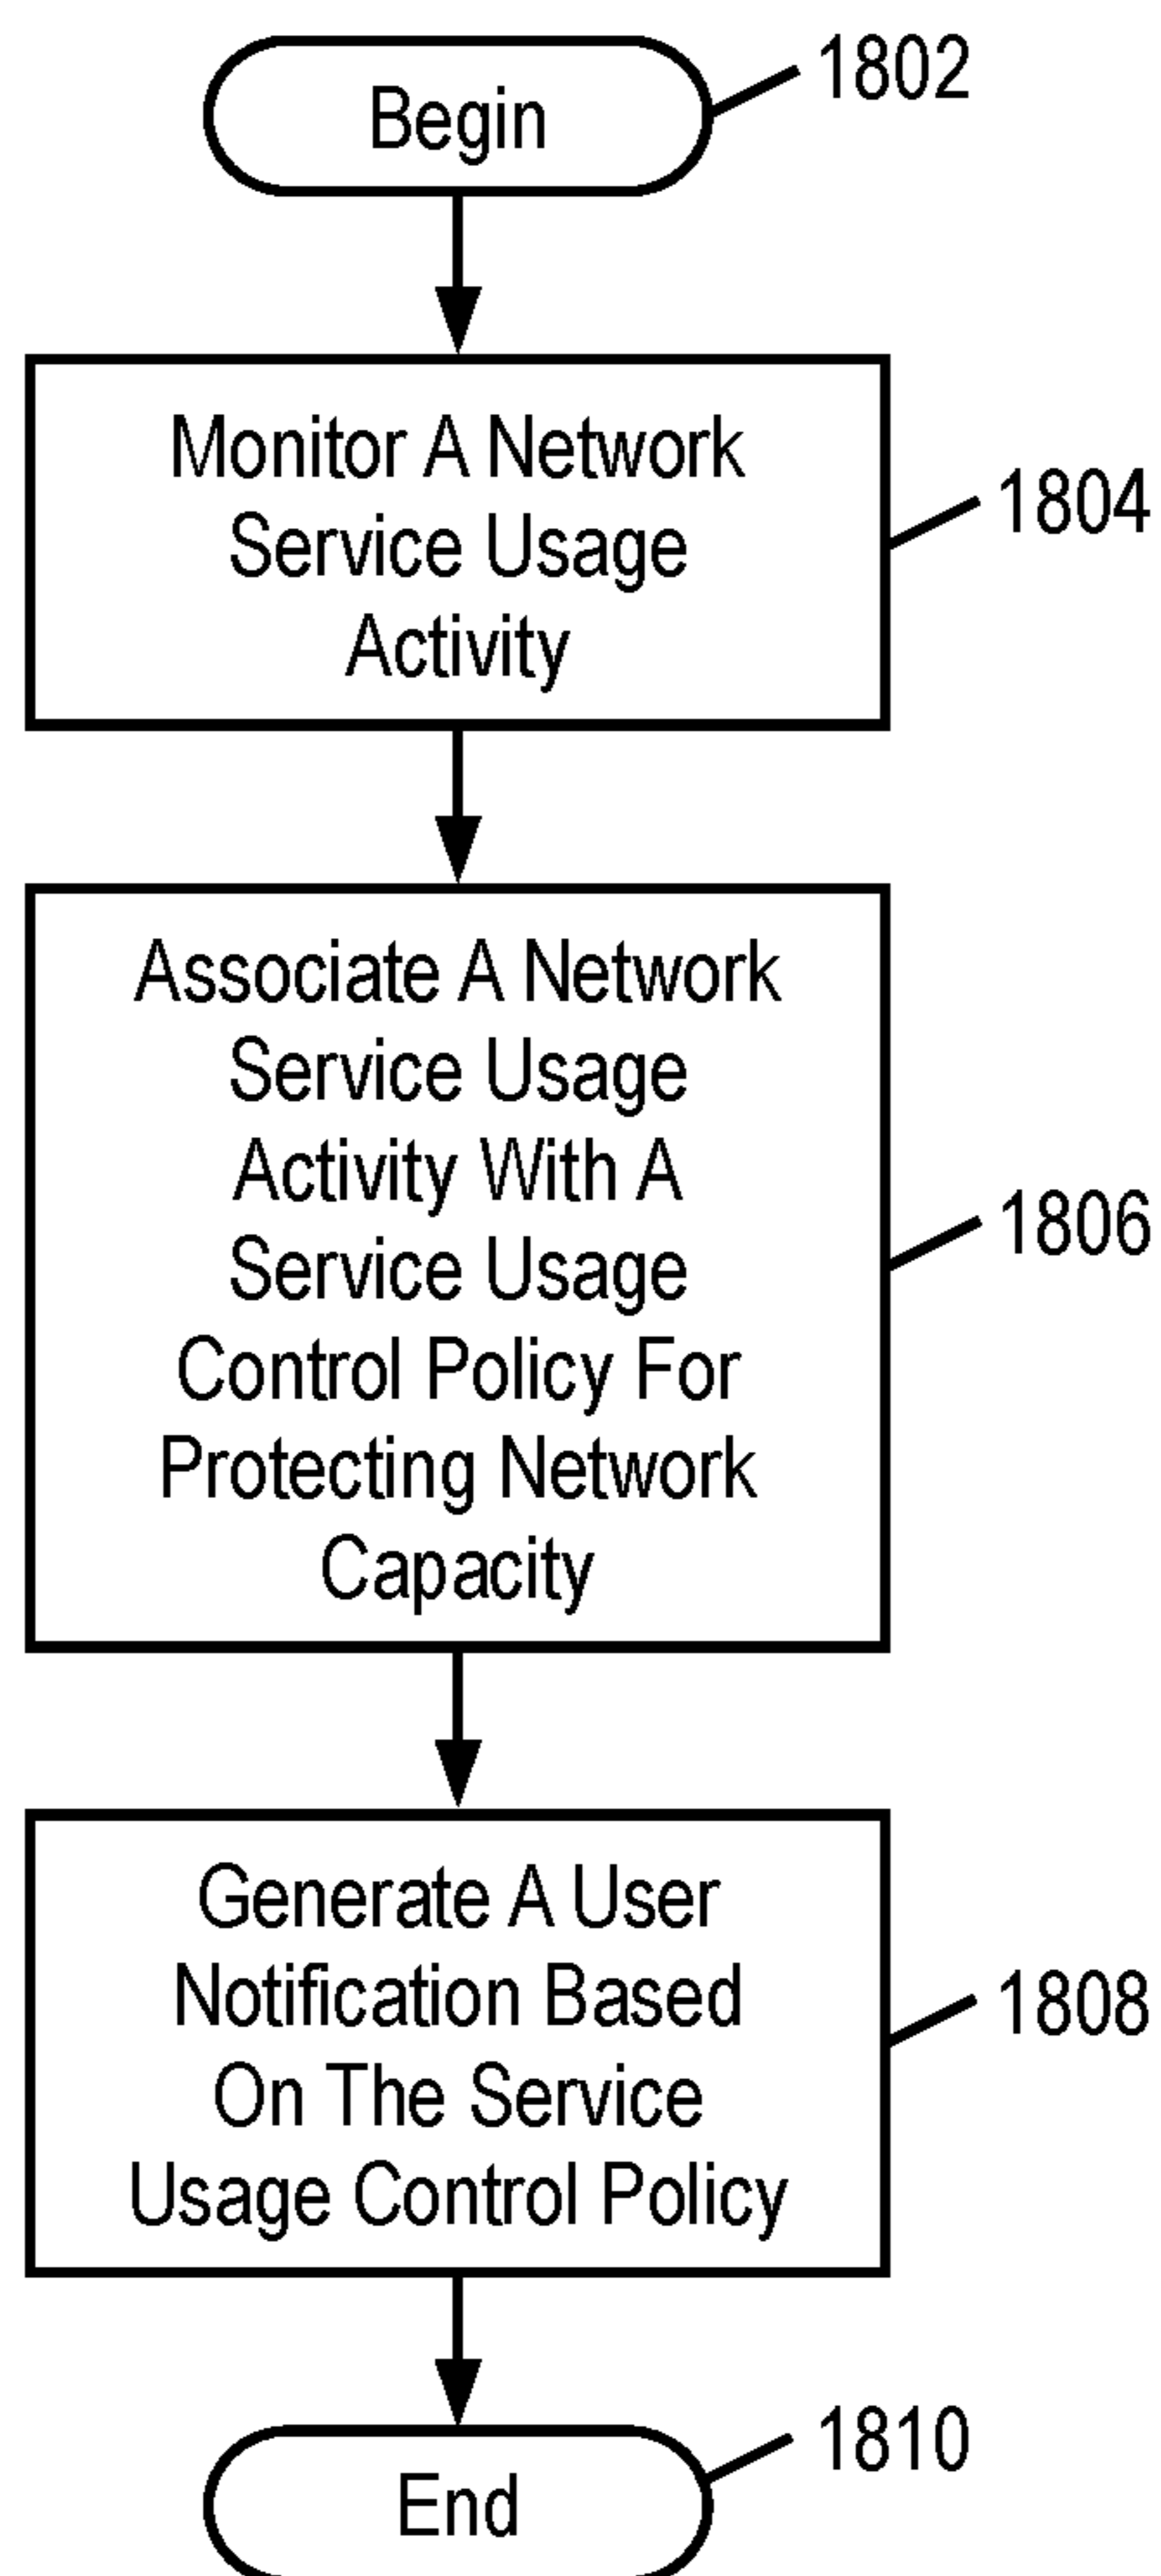 Begin
1802
Monitor A Network
Service Usage
Activity
1804
Associate A Network
Service Usage
Activity With A
Service Usage
Control Policy For
Protecting Network
Capacity
1806
Generate A User
Notification Based
On The Service
Usage Control Policy
1808
End
1810